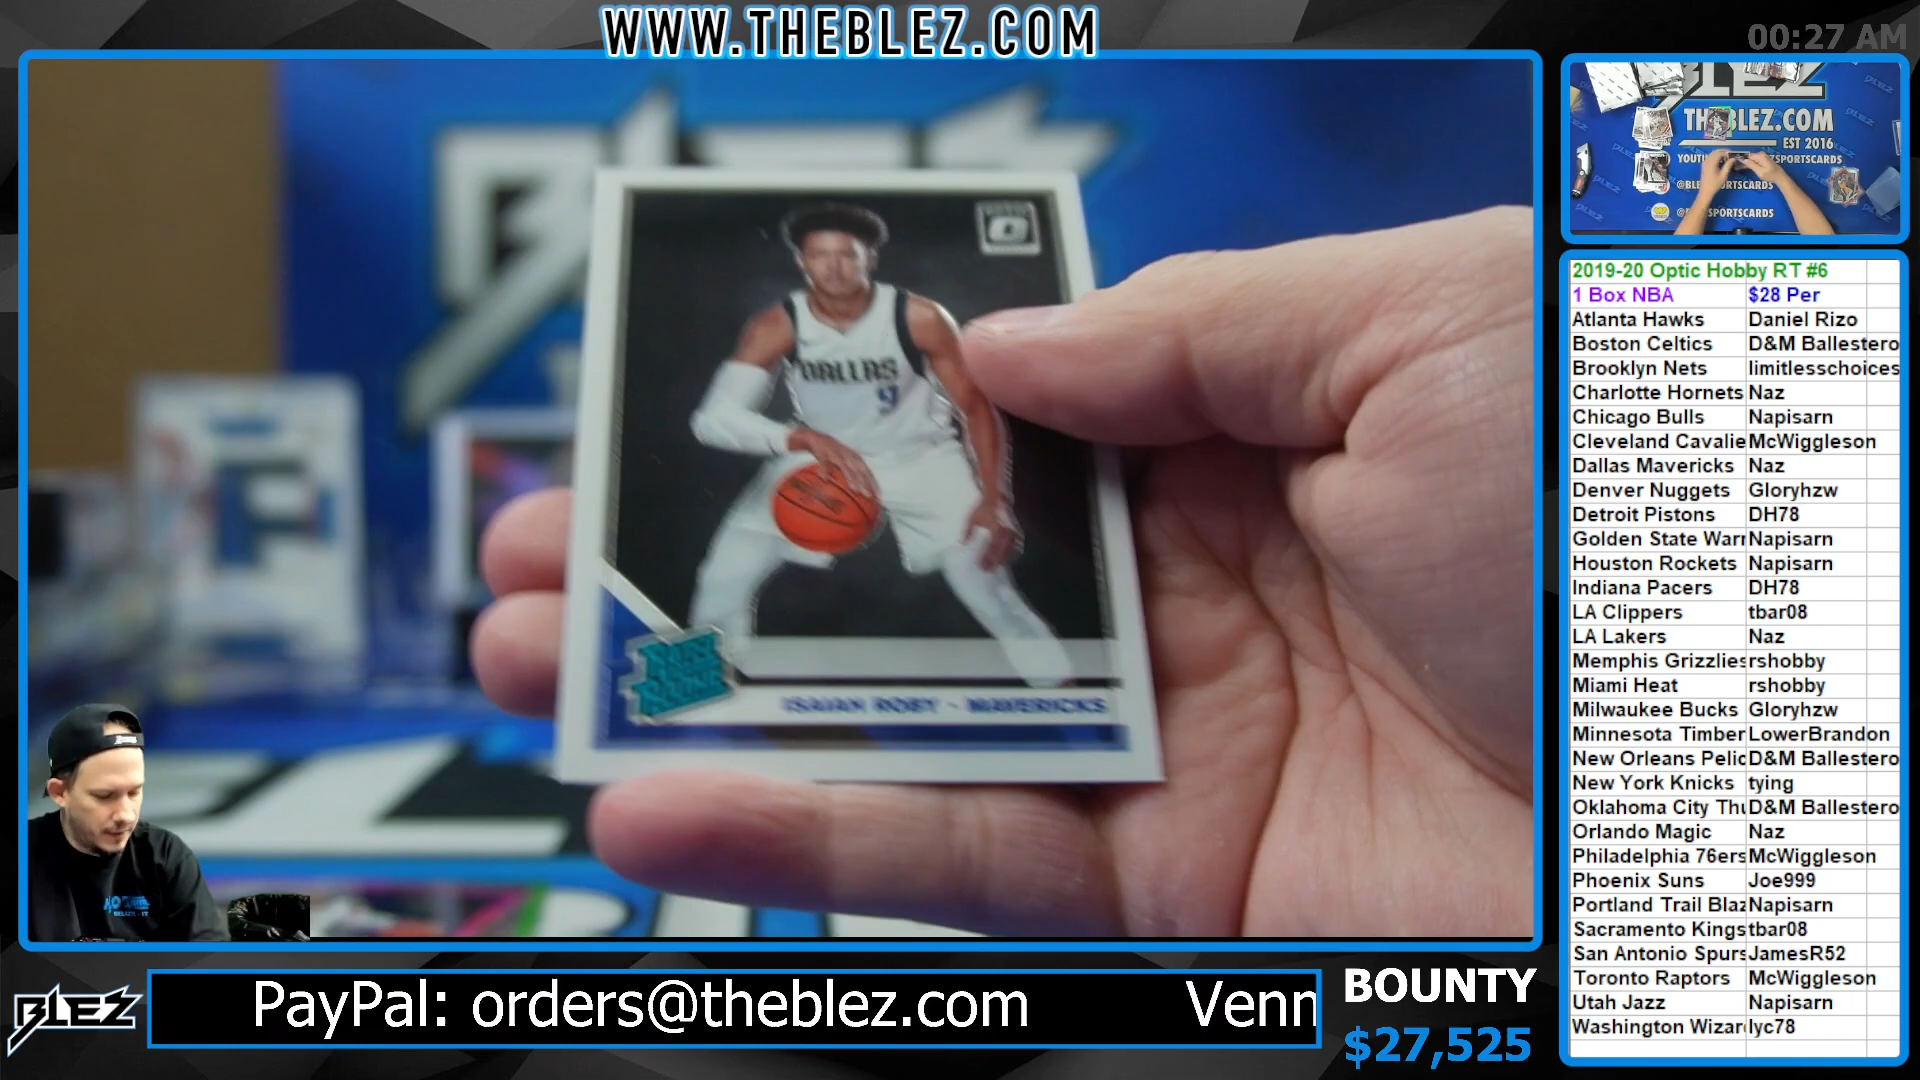 WWW.THEBLEZ.COM
00:27 AM
BLEZ
THEBLEZ.COM
EST 2016
@BLEZSPORTSCARDS
DALLAS
ISAIAH ROBY - MAVERICKS
2019-20 Optic Hobby RT #6
1 Box NBA $28 Per
Atlanta Hawks Daniel Rizo
Boston Celtics D&M Ballestero
Brooklyn Nets limitlesschoices
Charlotte Hornets Naz
Chicago Bulls Napisarn
Cleveland Cavalie McWiggleson
Dallas Mavericks Naz
Denver Nuggets Gloryhzw
Detroit Pistons DH78
Golden State Warr Napisarn
Houston Rockets Napisarn
Indiana Pacers DH78
LA Clippers tbar08
LA Lakers Naz
Memphis Grizzlies rshobby
Miami Heat rshobby
Milwaukee Bucks Gloryhzw
Minnesota Timber LowerBrandon
New Orleans Pelic D&M Ballestero
New York Knicks tying
Oklahoma City Thu D&M Ballestero
Orlando Magic Naz
Philadelphia 76ers McWiggleson
Phoenix Suns Joe999
Portland Trail Blaz Napisarn
Sacramento Kings tbar08
San Antonio Spurs JamesR52
Toronto Raptors McWiggleson
Utah Jazz Napisarn
Washington Wizar lyc78
BLEZ
PayPal: orders@theblez.com Venn
BOUNTY
$27,525